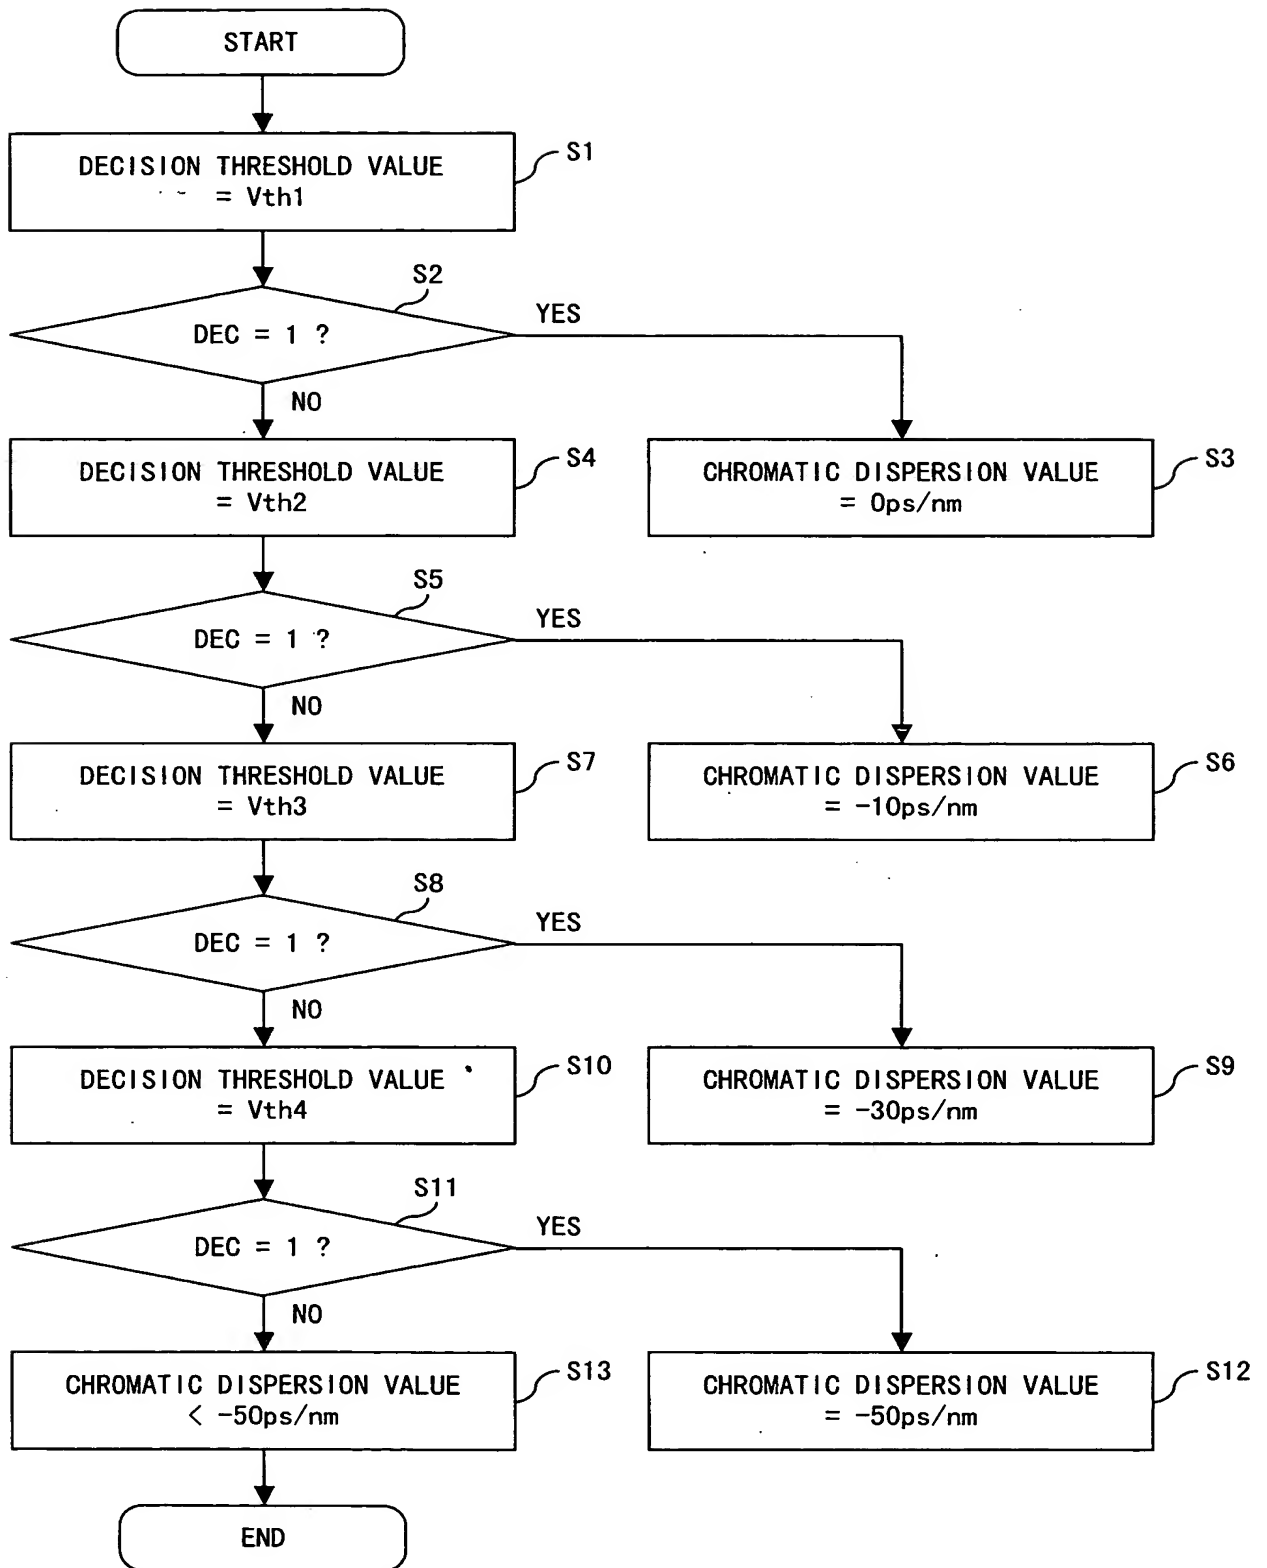 START
DECISION THRESHOLD VALUE
= Vth1
S1
S2
DEC = 1 ?
YES
NO
DECISION THRESHOLD VALUE
= Vth2
S4
CHROMATIC DISPERSION VALUE
= 0ps/nm
S3
S5
DEC = 1 ?
YES
NO
DECISION THRESHOLD VALUE
= Vth3
S7
CHROMATIC DISPERSION VALUE
= -10ps/nm
S6
S8
DEC = 1 ?
YES
NO
DECISION THRESHOLD VALUE
= Vth4
S10
CHROMATIC DISPERSION VALUE
= -30ps/nm
S9
S11
DEC = 1 ?
YES
NO
CHROMATIC DISPERSION VALUE
< -50ps/nm
S13
CHROMATIC DISPERSION VALUE
= -50ps/nm
S12
END